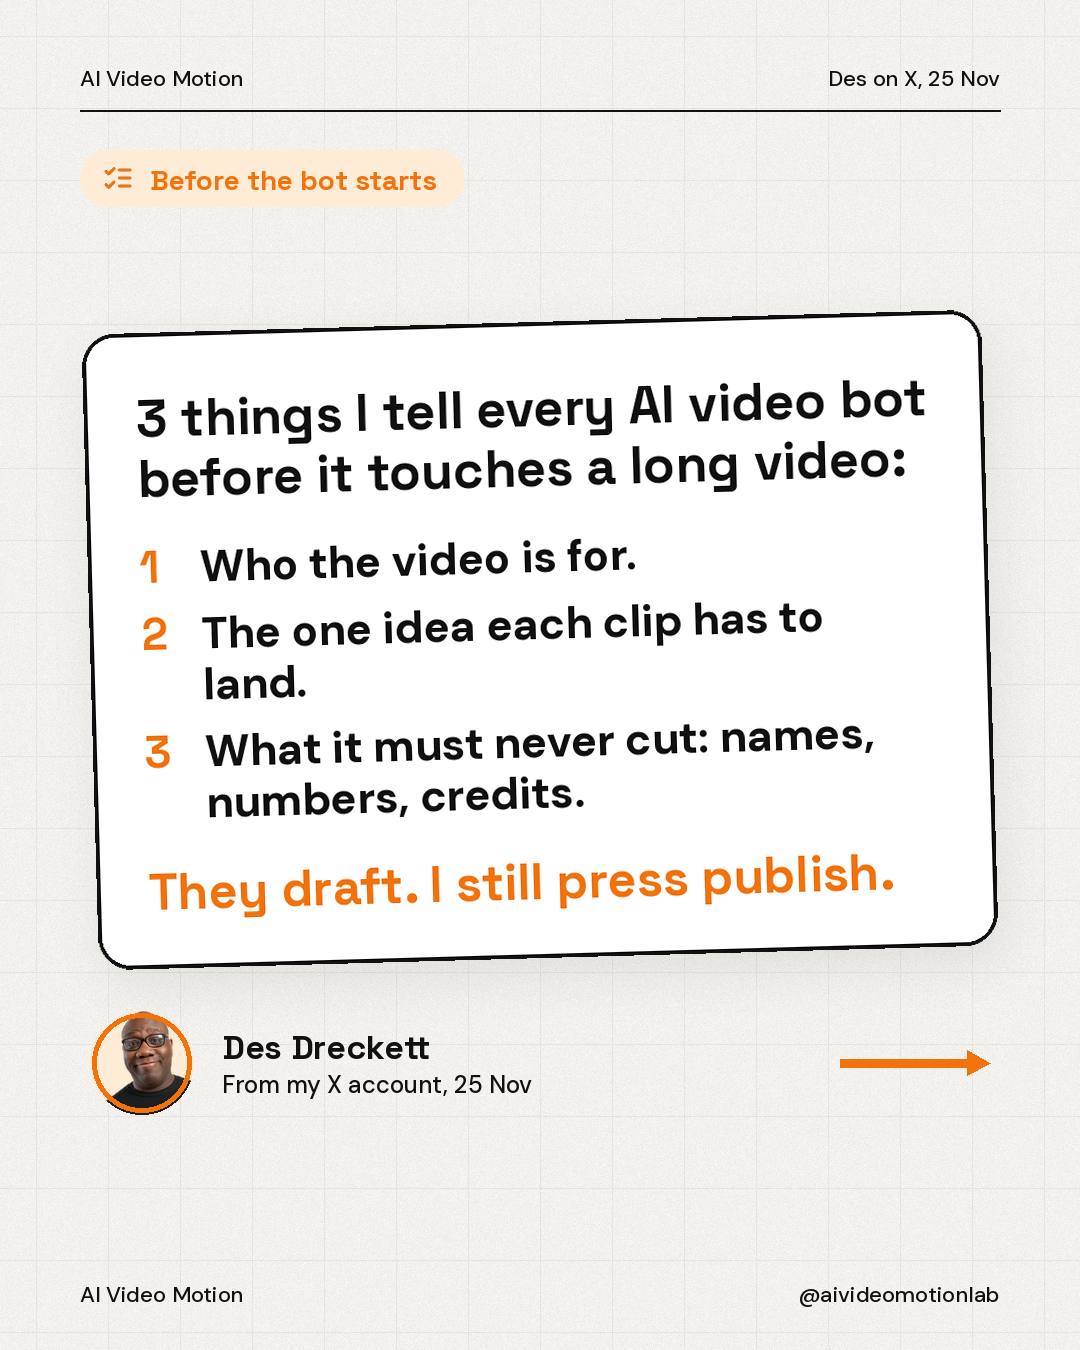 AI Video Motion
Des on X, 25 Nov
Before the bot starts
3 things I tell every AI video bot
before it touches a long video:
1 Who the video is for.
2 The one idea each clip has to
land.
3 What it must never cut: names,
numbers, credits.
They draft. I still press publish.
Des Dreckett
From my X account, 25 Nov
AI Video Motion
@aivideomotionlab